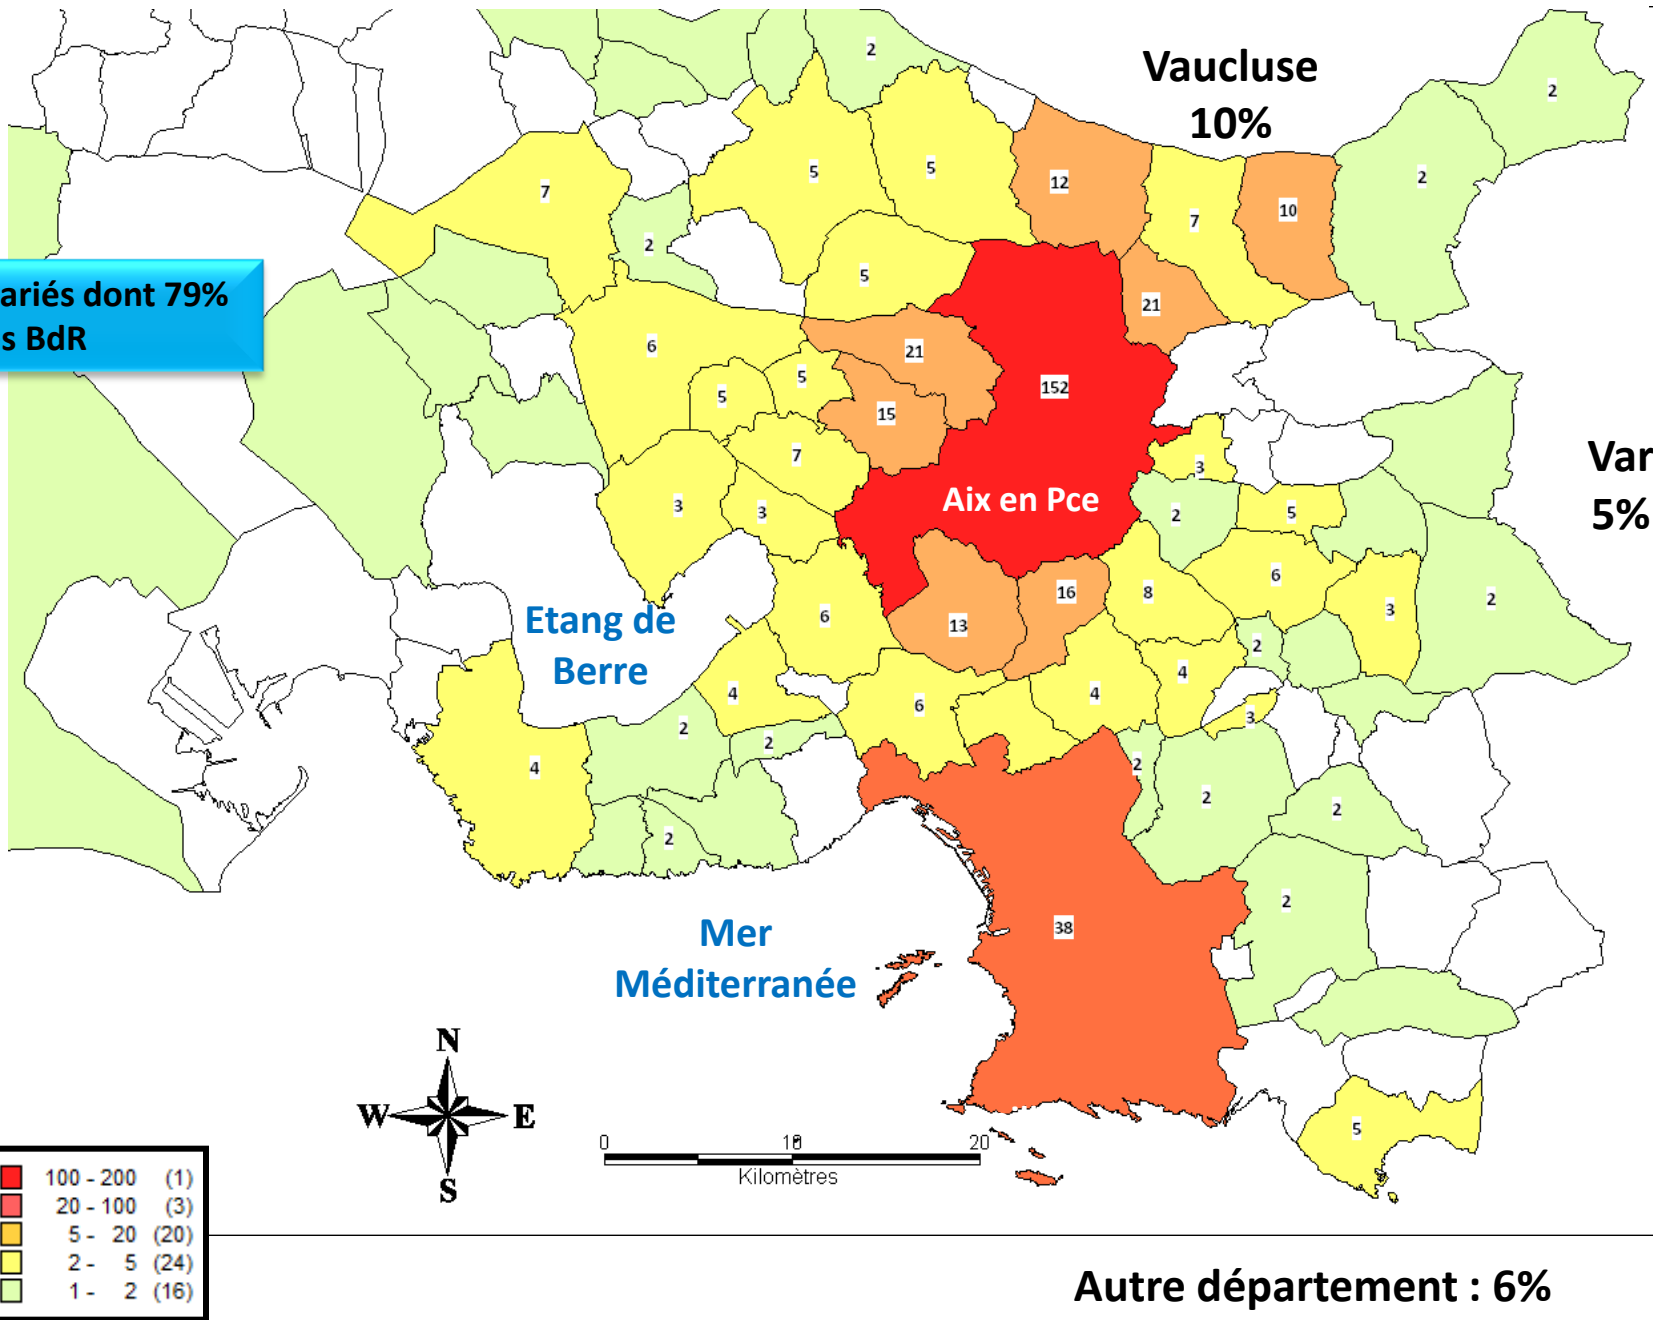 2
Vaucluse
10%
2
5
5
12
7
2
7
10
2
5
21
ariés dont 79%
s BdR
6
21
5
152
5
15
7
3
Var
5%
3
3
Aix en Pce
2
5
6
16
8
3
2
Etang de
Berre
6
13
2
4
4
4
6
3
2
2
4
2
2
2
2
2
Mer
Méditerranée
38
N
W E
S
5
0 10 20
Kilomètres
100 - 200 (1)
20 - 100 (3)
5 - 20 (20)
2 - 5 (24)
1 - 2 (16)
Autre département : 6%